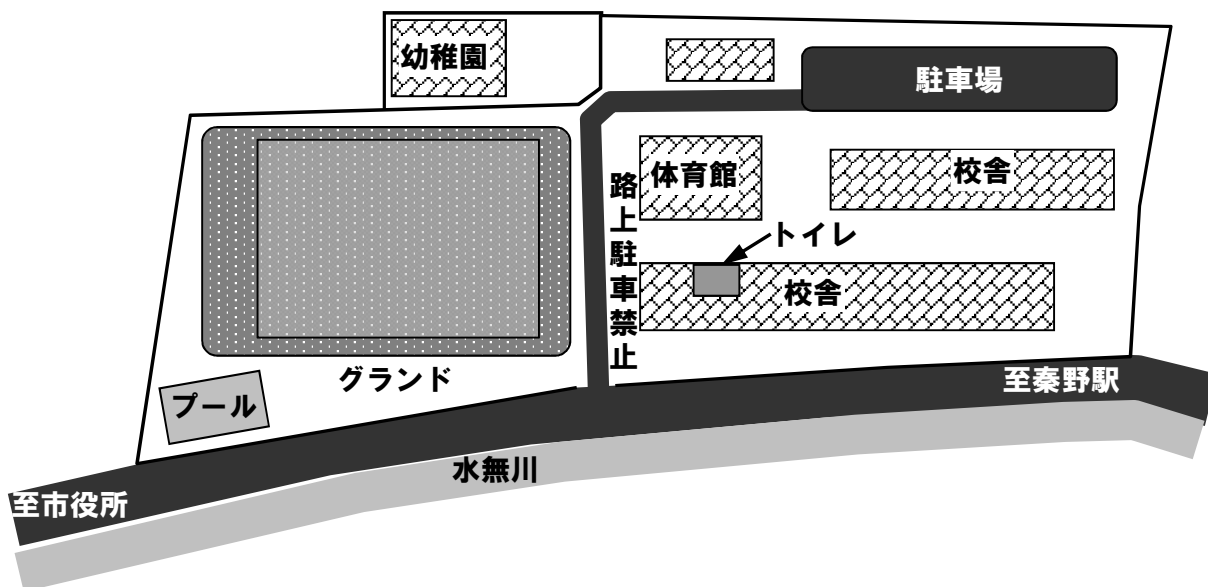 幼稚園
駐車場
体育館
校舎
路上駐車禁止
トイレ
校舎
グランド
至秦野駅
プール
水無川
至市役所